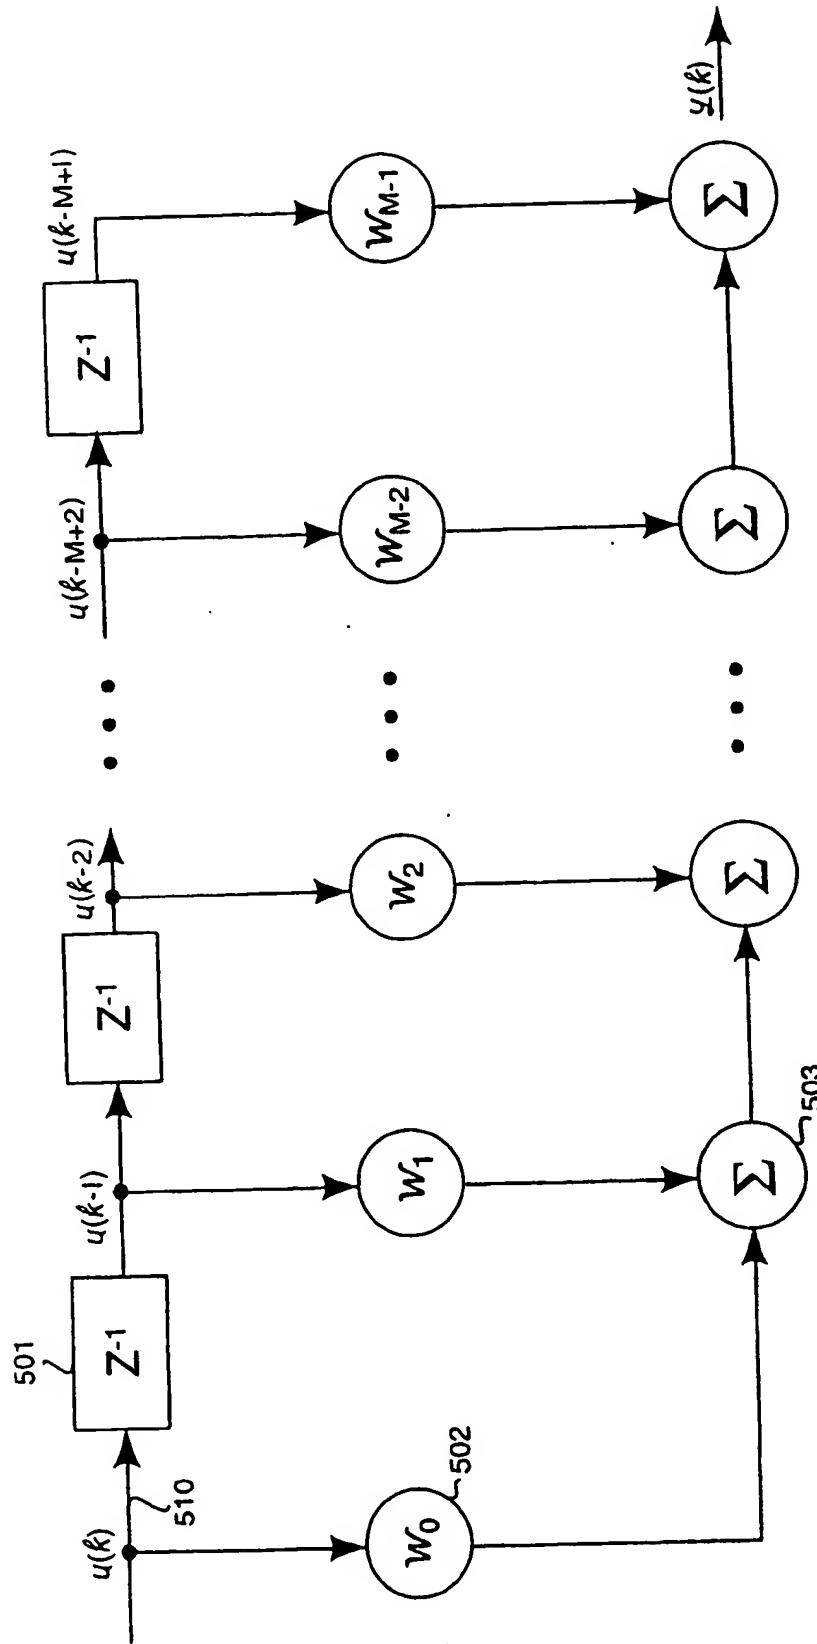 u(k)
510
501
Z-1
u(k-1)
Z-1
u(k-2)
u(k-M+2)
Z-1
u(k-M+1)
W0
502
W1
W2
WM-2
WM-1
Σ
503
Σ
Σ
Σ
y(k)